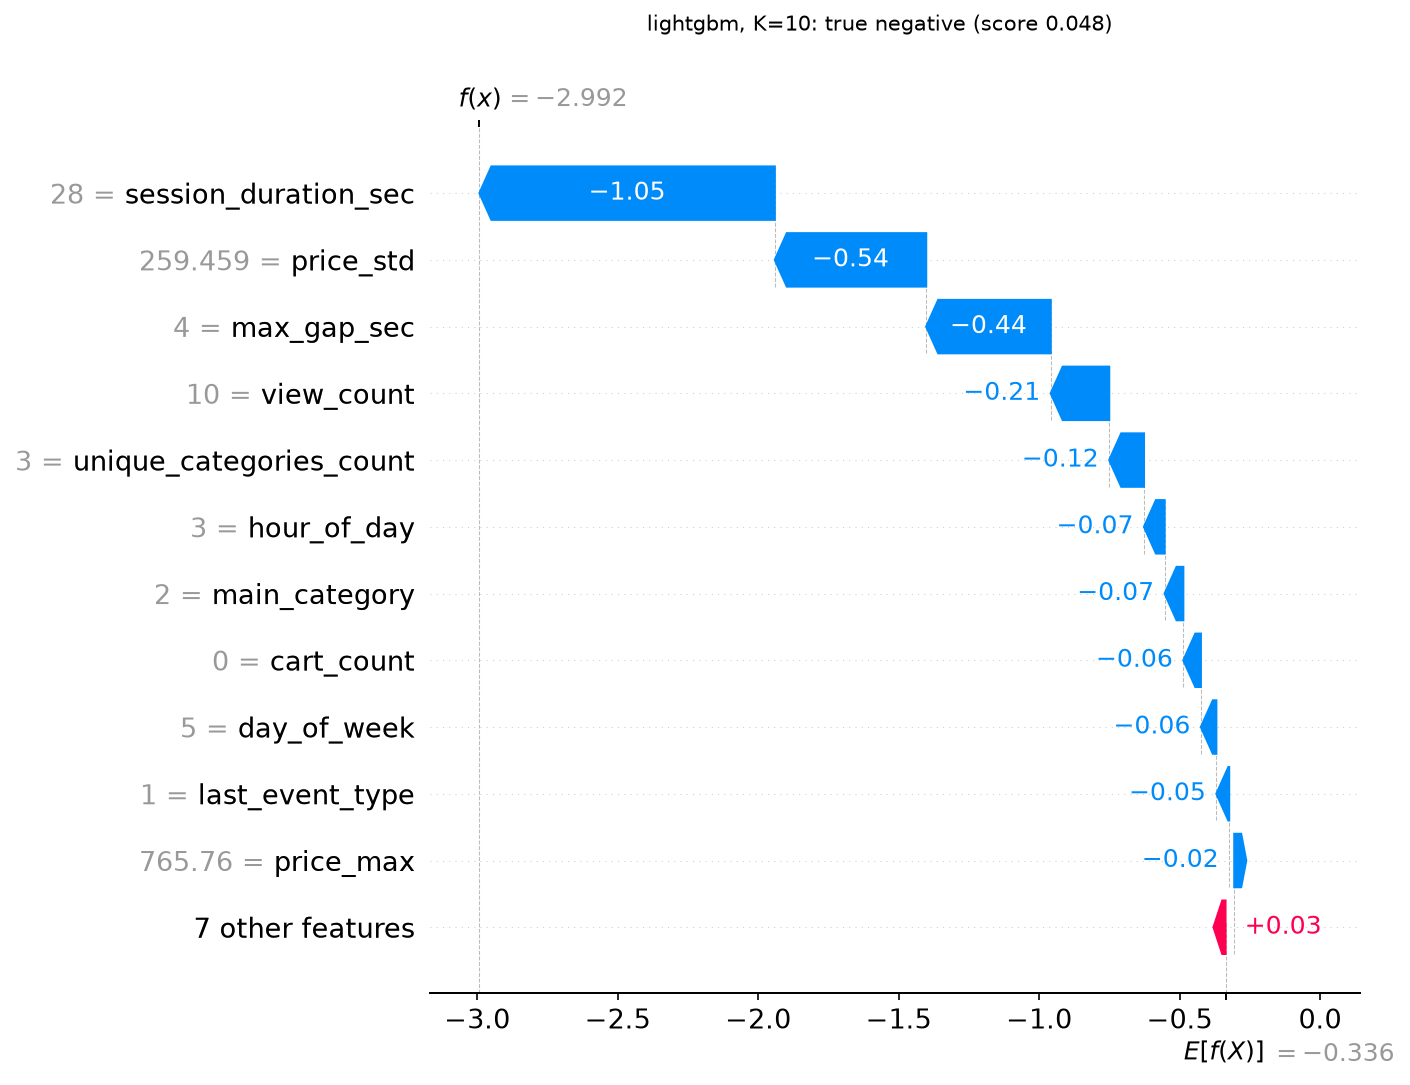 lightgbm, K=10: true negative (score 0.048)
f(x) = −2.992
28 = session_duration_sec −1.05
259.459 = price_std −0.54
4 = max_gap_sec −0.44
10 = view_count −0.21
3 = unique_categories_count −0.12
3 = hour_of_day −0.07
2 = main_category −0.07
0 = cart_count −0.06
5 = day_of_week −0.06
1 = last_event_type −0.05
765.76 = price_max −0.02
7 other features +0.03
−3.0 −2.5 −2.0 −1.5 −1.0 −0.5 0.0
E[f(X)] = −0.336